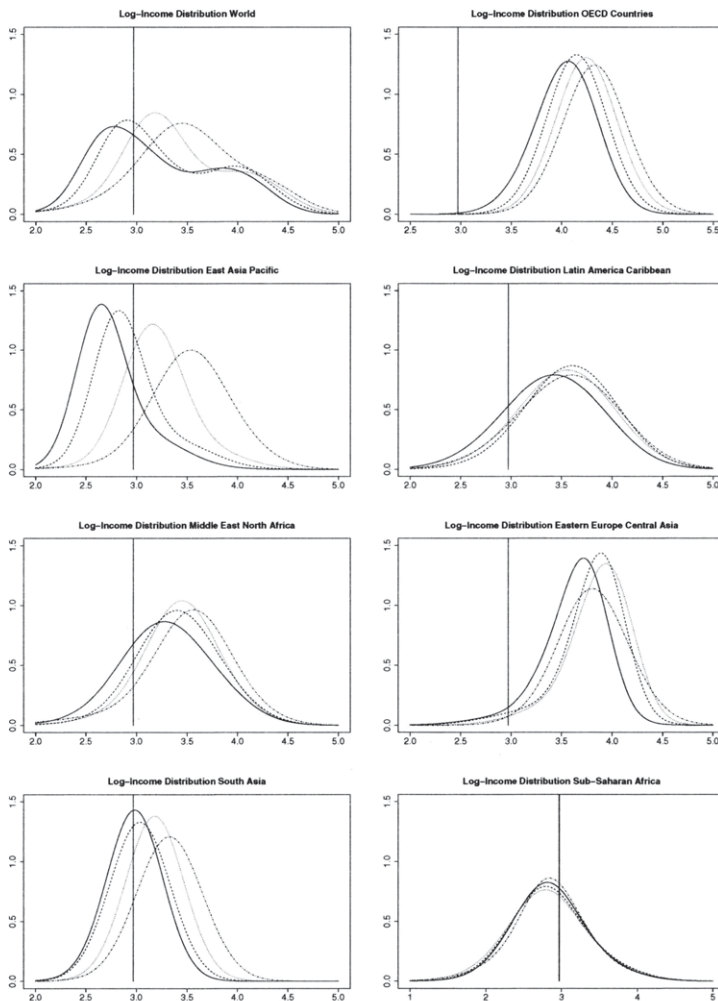 Log–Income Distribution World
1.5
1.0
0.5
0.0
2.0 2.5 3.0 3.5 4.0 4.5 5.0
Log–Income Distribution OECD Countries
1.5
1.0
0.5
0.0
2.5 3.0 3.5 4.0 4.5 5.0 5.5
Log–Income Distribution East Asia Pacific
1.5
1.0
0.5
0.0
2.0 2.5 3.0 3.5 4.0 4.5 5.0
Log–Income Distribution Latin America Caribbean
1.5
1.0
0.5
0.0
2.0 2.5 3.0 3.5 4.0 4.5 5.0
Log–Income Distribution Middle East North Africa
1.5
1.0
0.5
0.0
2.0 2.5 3.0 3.5 4.0 4.5 5.0
Log–Income Distribution Eastern Europe Central Asia
1.5
1.0
0.5
0.0
2.0 2.5 3.0 3.5 4.0 4.5 5.0
Log–Income Distribution South Asia
1.5
1.0
0.5
0.0
2.0 2.5 3.0 3.5 4.0 4.5 5.0
Log–Income Distribution Sub–Saharan Africa
1.5
1.0
0.5
0.0
1 2 3 4 5